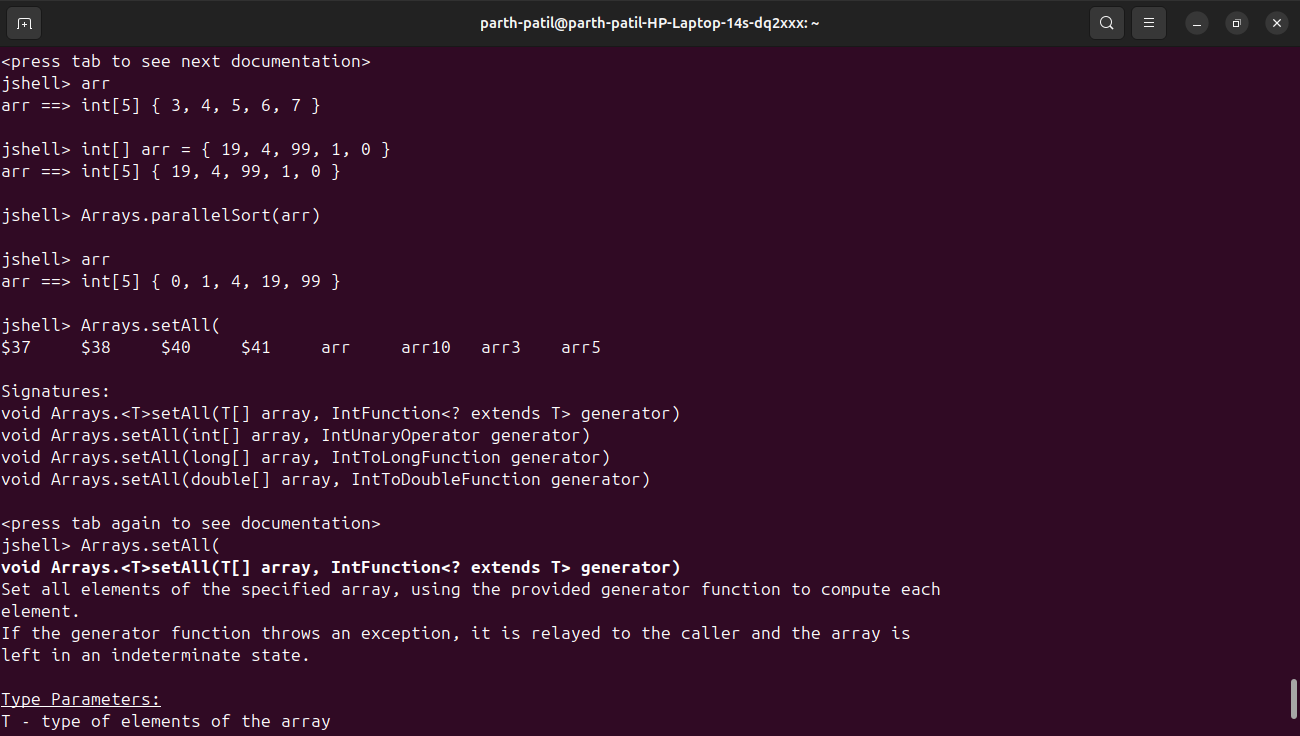 parth-patil@parth-patil-HP-Laptop-14s-dq2xxx: ~
<press tab to see next documentation>
jshell> arr
arr ==> int[5] { 3, 4, 5, 6, 7 }
jshell> int[] arr = { 19, 4, 99, 1, 0 }
arr ==> int[5] { 19, 4, 99, 1, 0 }
jshell> Arrays.parallelSort(arr)
jshell> arr
arr ==> int[5] { 0, 1, 4, 19, 99 }
jshell> Arrays.setAll(
$37     $38     $40     $41     arr     arr10   arr3    arr5
Signatures:
void Arrays.<T>setAll(T[] array, IntFunction<? extends T> generator)
void Arrays.setAll(int[] array, IntUnaryOperator generator)
void Arrays.setAll(long[] array, IntToLongFunction generator)
void Arrays.setAll(double[] array, IntToDoubleFunction generator)
<press tab again to see documentation>
jshell> Arrays.setAll(
void Arrays.<T>setAll(T[] array, IntFunction<? extends T> generator)
Set all elements of the specified array, using the provided generator function to compute each
element.
If the generator function throws an exception, it is relayed to the caller and the array is
left in an indeterminate state.
Type Parameters:
T - type of elements of the array